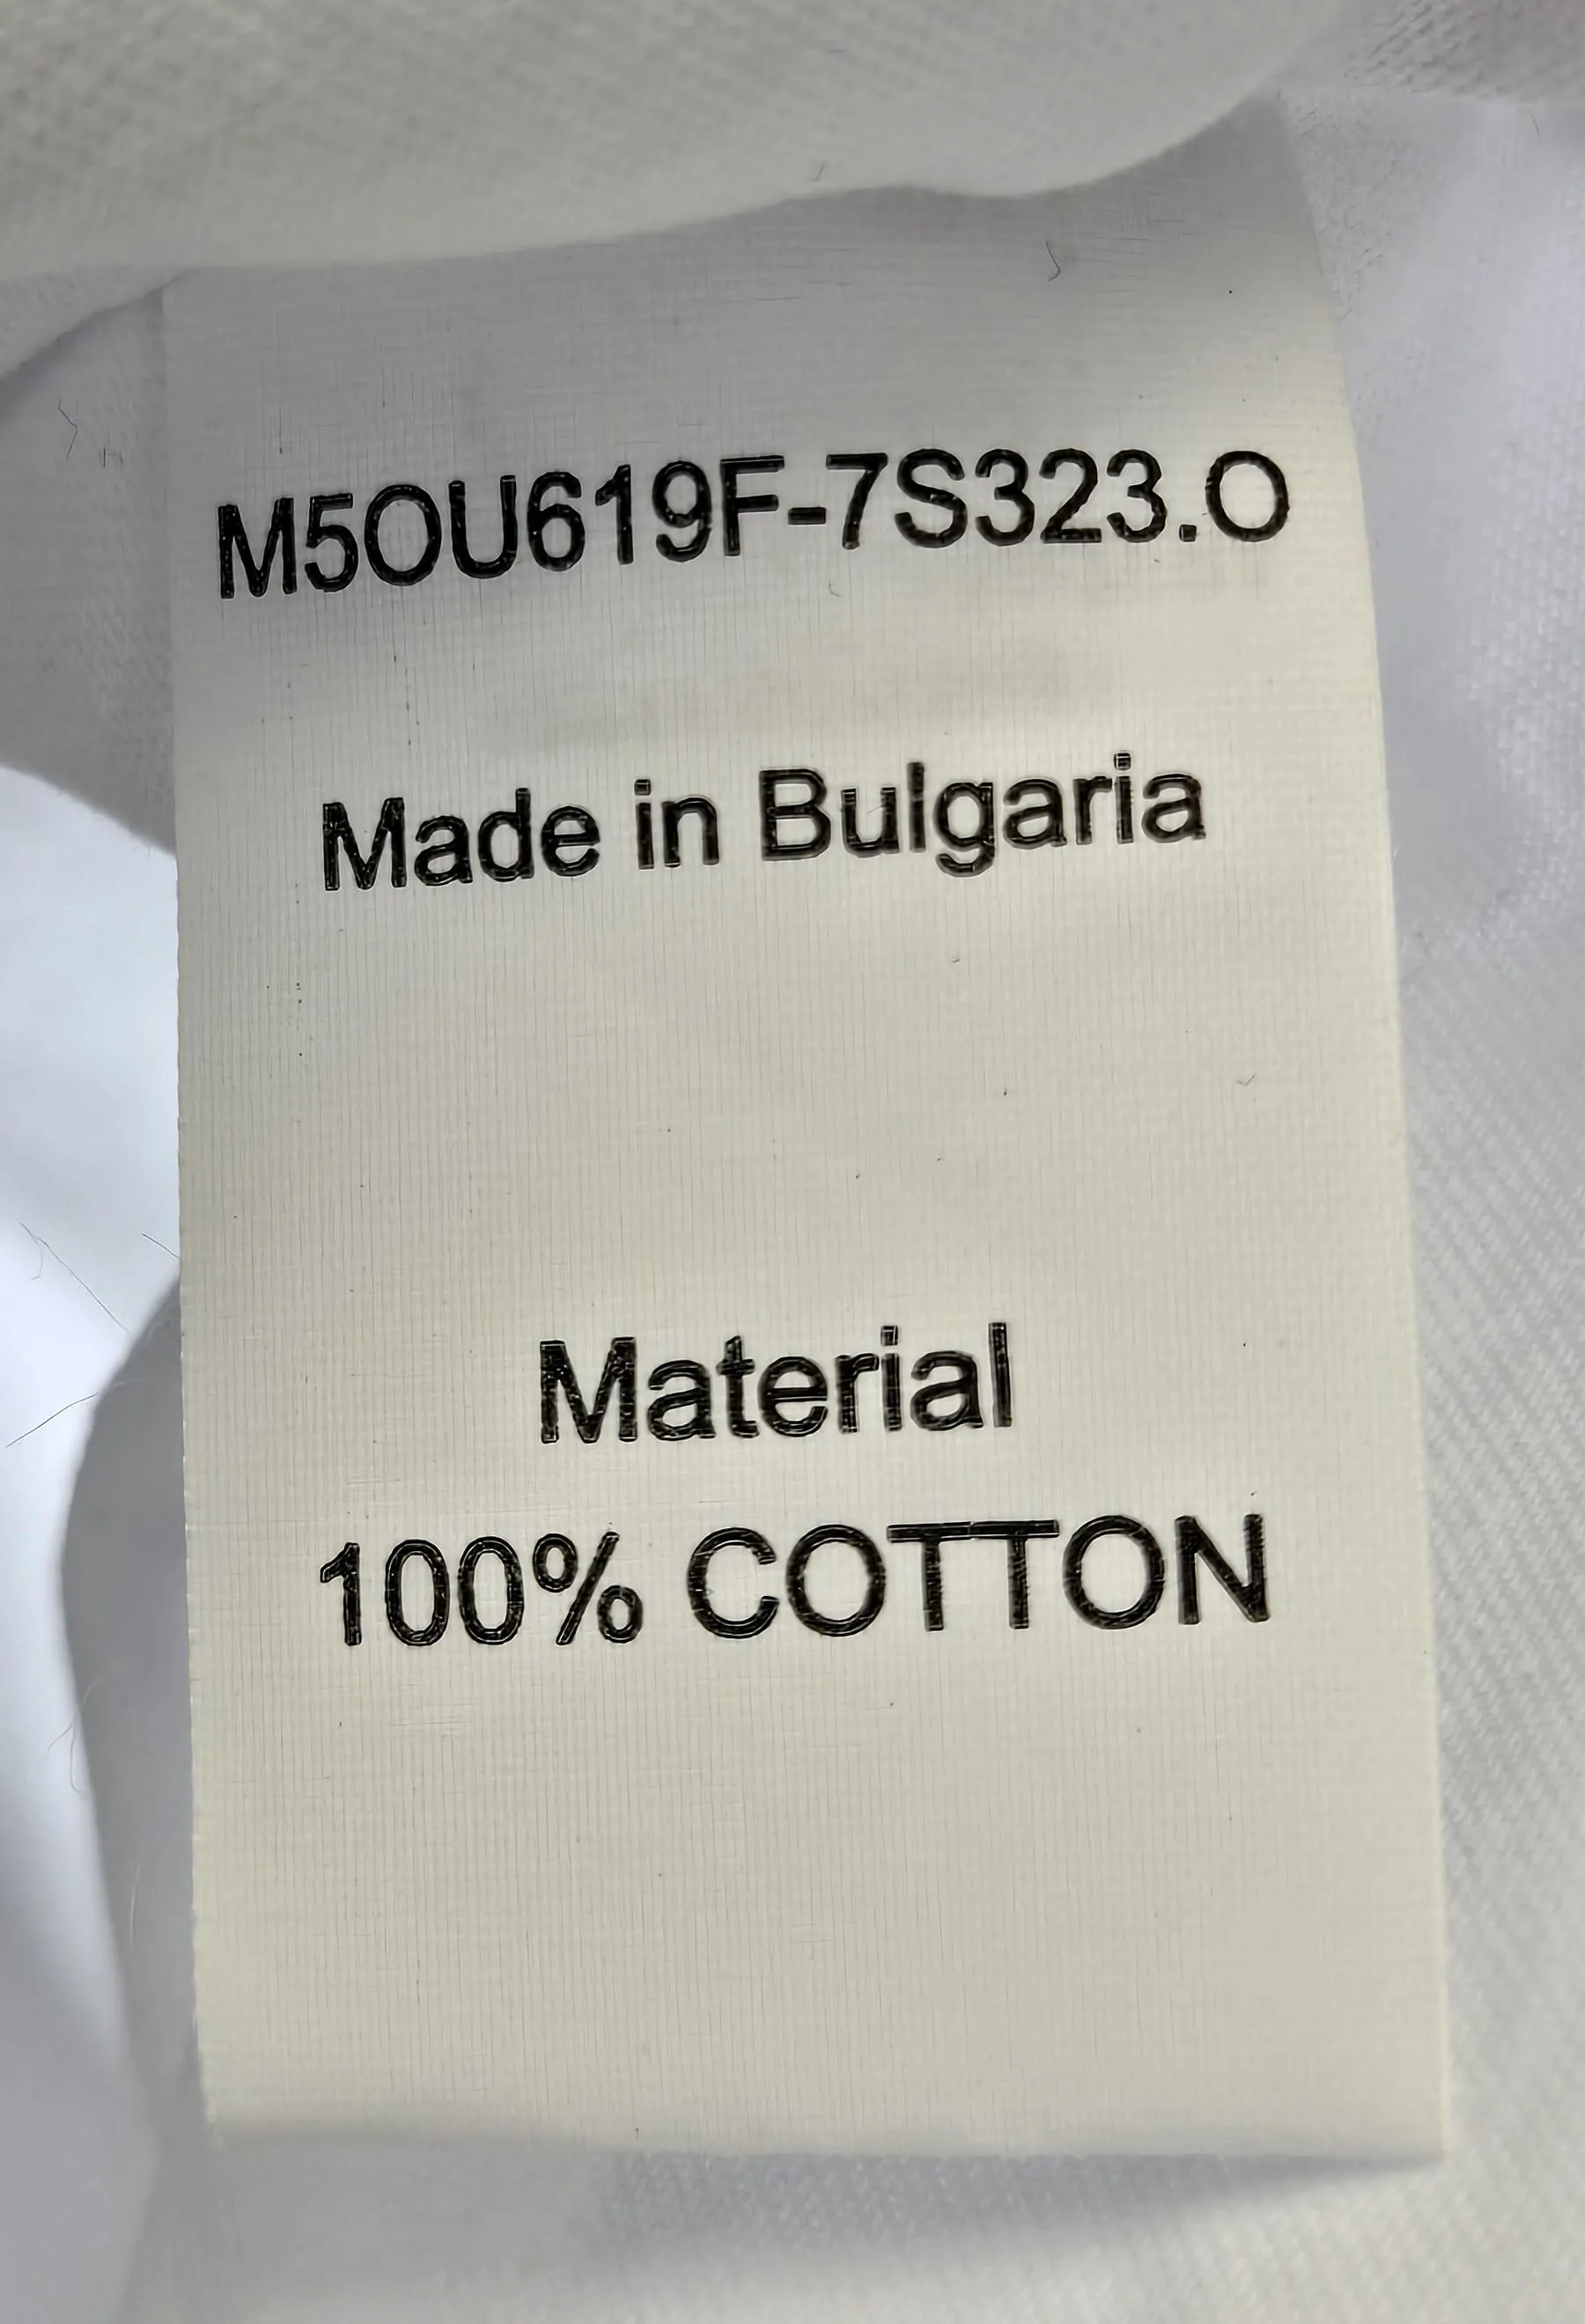 M5OU619F-7S323.O
Made in Bulgaria
Material
100% COTTON